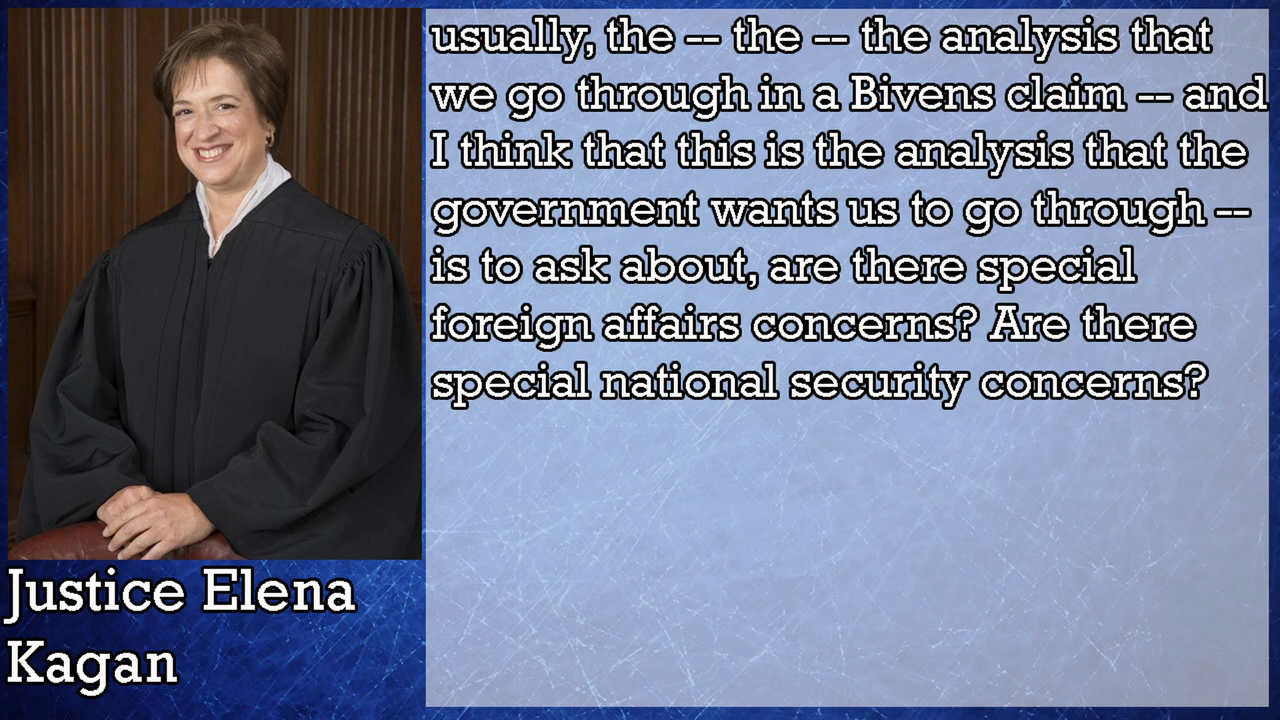 usually, the -- the -- the analysis that
we go through in a Bivens claim -- and
I think that this is the analysis that the
government wants us to go through --
is to ask about, are there special
foreign affairs concerns? Are there
special national security concerns?
Justice Elena
Kagan